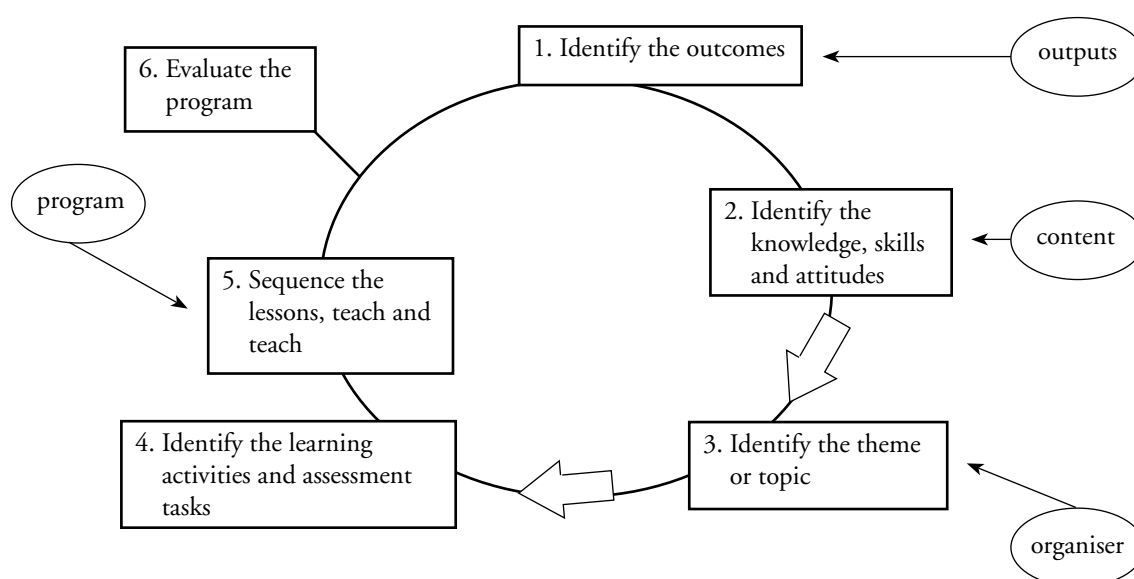 1. Identify the outcomes
outputs
6. Evaluate the
program
program
2. Identify the
knowledge, skills
and attitudes
content
5. Sequence the
lessons, teach and
teach
4. Identify the learning
activities and assessment
tasks
3. Identify the theme
or topic
organiser